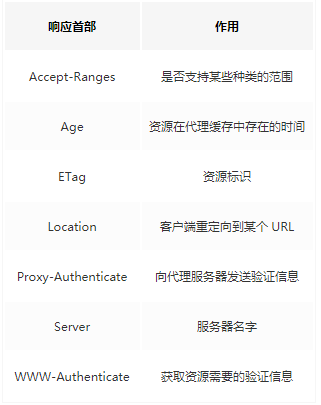 响应首部 作用
Accept-Ranges 是否支持某些种类的范围
Age 资源在代理缓存中存在的时间
ETag 资源标识
Location 客户端重定向到某个 URL
Proxy-Authenticate 向代理服务器发送验证信息
Server 服务器名字
WWW-Authenticate 获取资源需要的验证信息